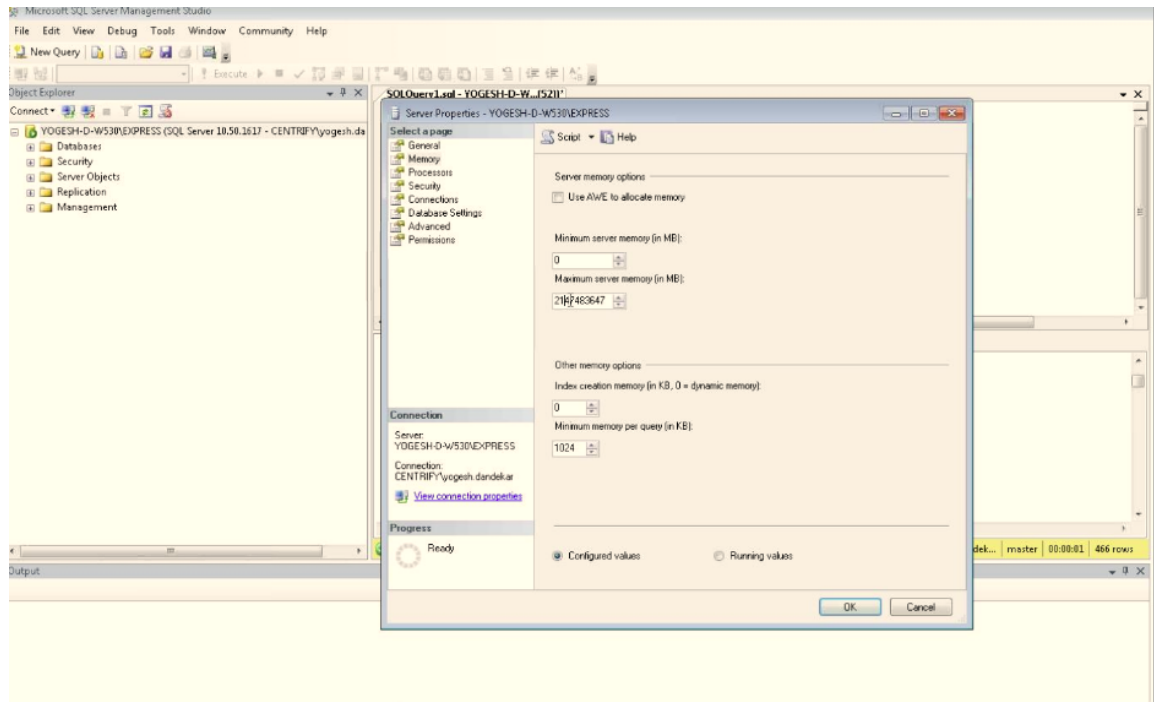 Microsoft SQL Server Management Studio
File Edit View Debug Tools Window Community Help
New Query
Execute
Object Explorer
Connect
YOGESH-D-W530\EXPRESS (SQL Server 10.50.1617 - CENTRIFY\yogesh.da
Databases
Security
Server Objects
Replication
Management
SQLQuery1.sql - YOGESH-D-W...(52))*
Server Properties - YOGESH-D-W530\EXPRESS
Select a page
General
Memory
Processors
Security
Connections
Database Settings
Advanced
Permissions
Script Help
Server memory options
Use AWE to allocate memory
Minimum server memory (in MB):
0
Maximum server memory (in MB):
2147483647
Other memory options
Index creation memory (in KB, 0 = dynamic memory):
0
Minimum memory per query (in KB):
1024
Connection
Server:
YOGESH-D-W530\EXPRESS
Connection:
CENTRIFY\yogesh.dandekar
View connection properties
Progress
Ready
Configured values Running values
OK Cancel
dek... master 00:00:01 466 rows
Output